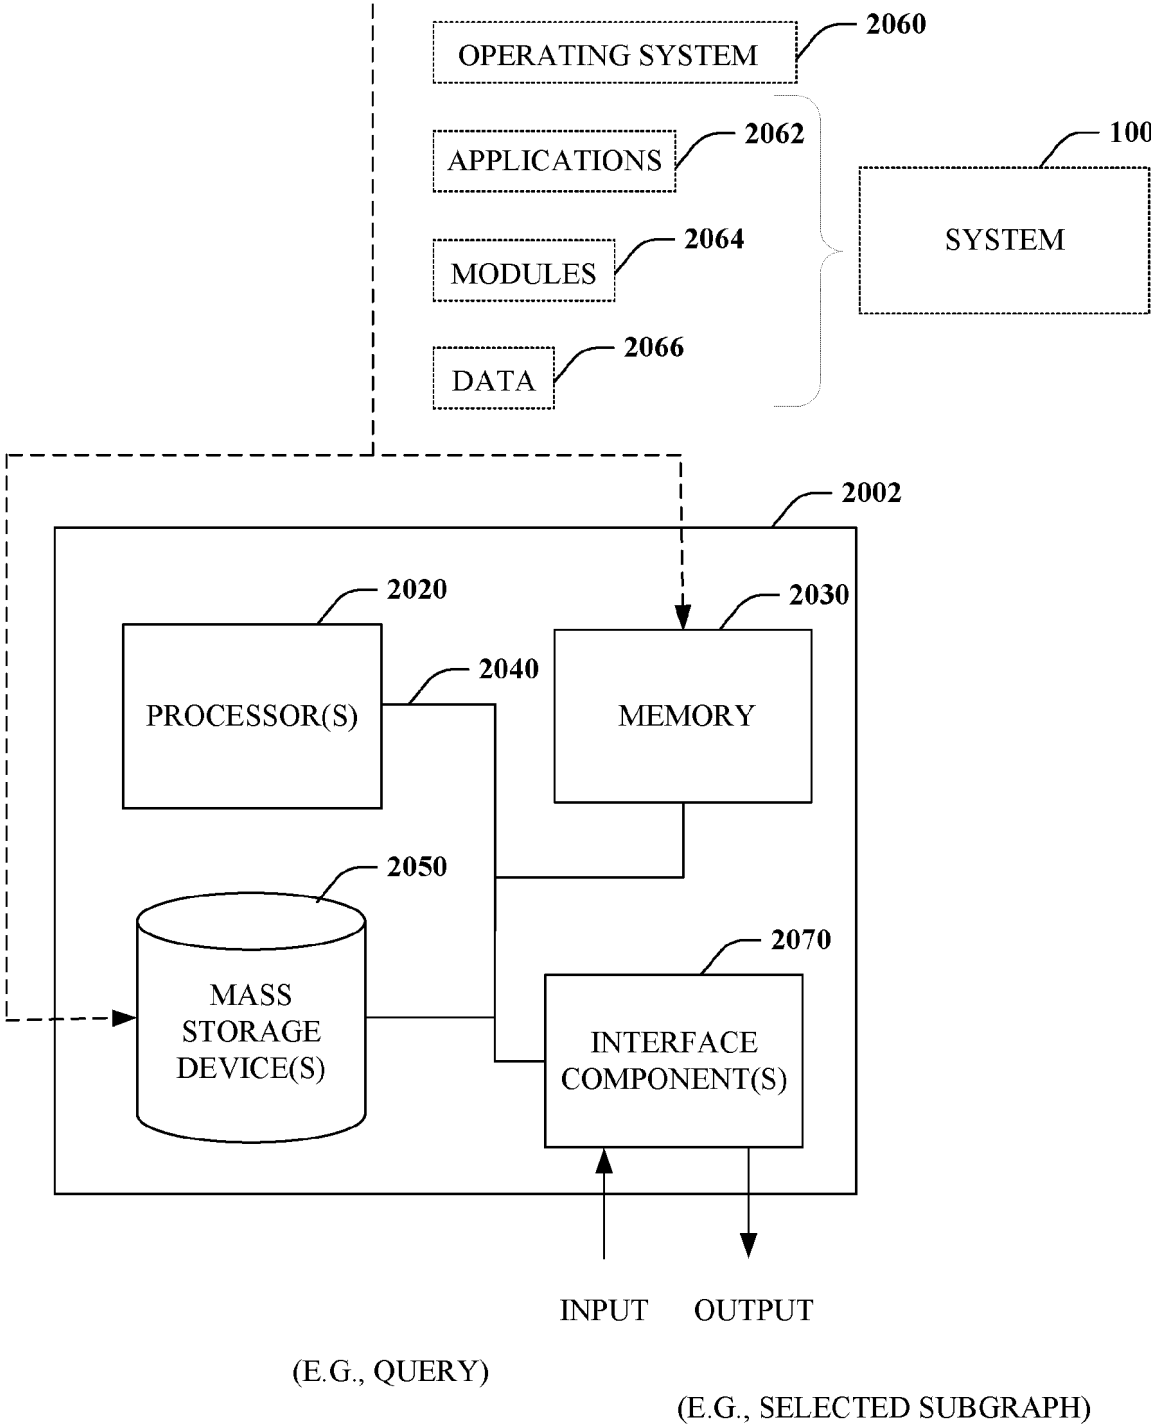 2060
OPERATING SYSTEM
2062
APPLICATIONS
100
SYSTEM
2064
MODULES
2066
DATA
2002
2020
PROCESSOR(S)
2030
MEMORY
2040
2050
MASS
STORAGE
DEVICE(S)
2070
INTERFACE
COMPONENT(S)
INPUT
OUTPUT
(E.G., QUERY)
(E.G., SELECTED SUBGRAPH)